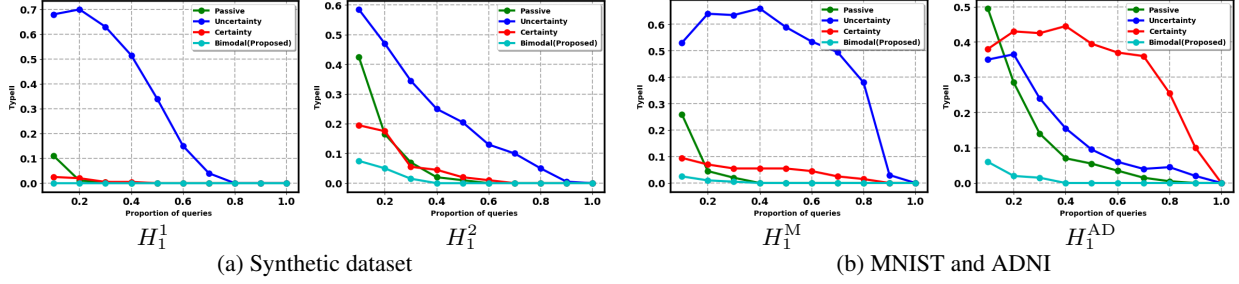 0.7
0.6
0.5
0.4
0.3
0.2
0.1
0.0
TypeII
0.2 0.4 0.6 0.8 1.0
Proportion of queries
Passive
Uncertainty
Certainty
Bimodal(Proposed)
H_1^1
0.6
0.5
0.4
0.3
0.2
0.1
0.0
TypeII
0.2 0.4 0.6 0.8 1.0
Proportion of queries
Passive
Uncertainty
Certainty
Bimodal(Proposed)
H_1^2
(a) Synthetic dataset
0.6
0.5
0.4
0.3
0.2
0.1
0.0
TypeII
0.2 0.4 0.6 0.8 1.0
Proportion of queries
Passive
Uncertainty
Certainty
Bimodal(Proposed)
H_1^M
0.5
0.4
0.3
0.2
0.1
0.0
TypeII
0.2 0.4 0.6 0.8 1.0
Proportion of queries
Passive
Uncertainty
Certainty
Bimodal(Proposed)
H_1^AD
(b) MNIST and ADNI